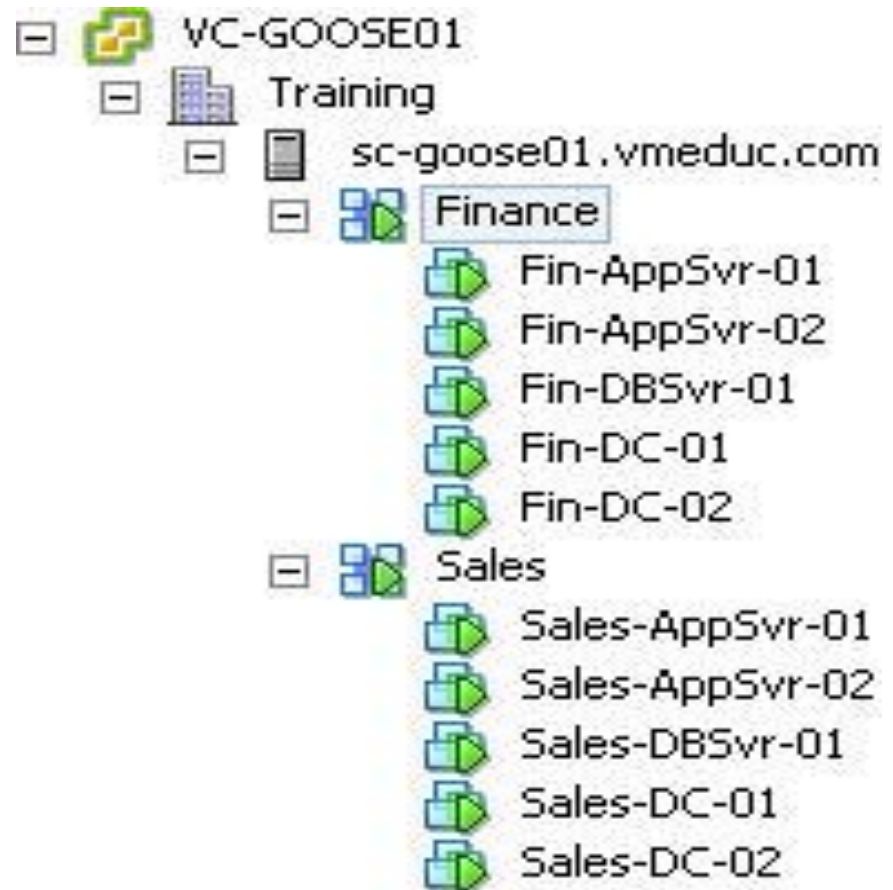 VC-GOOSE01
Training
sc-goose01.vmeduc.com
Finance
Fin-AppSvr-01
Fin-AppSvr-02
Fin-DBSvr-01
Fin-DC-01
Fin-DC-02
Sales
Sales-AppSvr-01
Sales-AppSvr-02
Sales-DBSvr-01
Sales-DC-01
Sales-DC-02